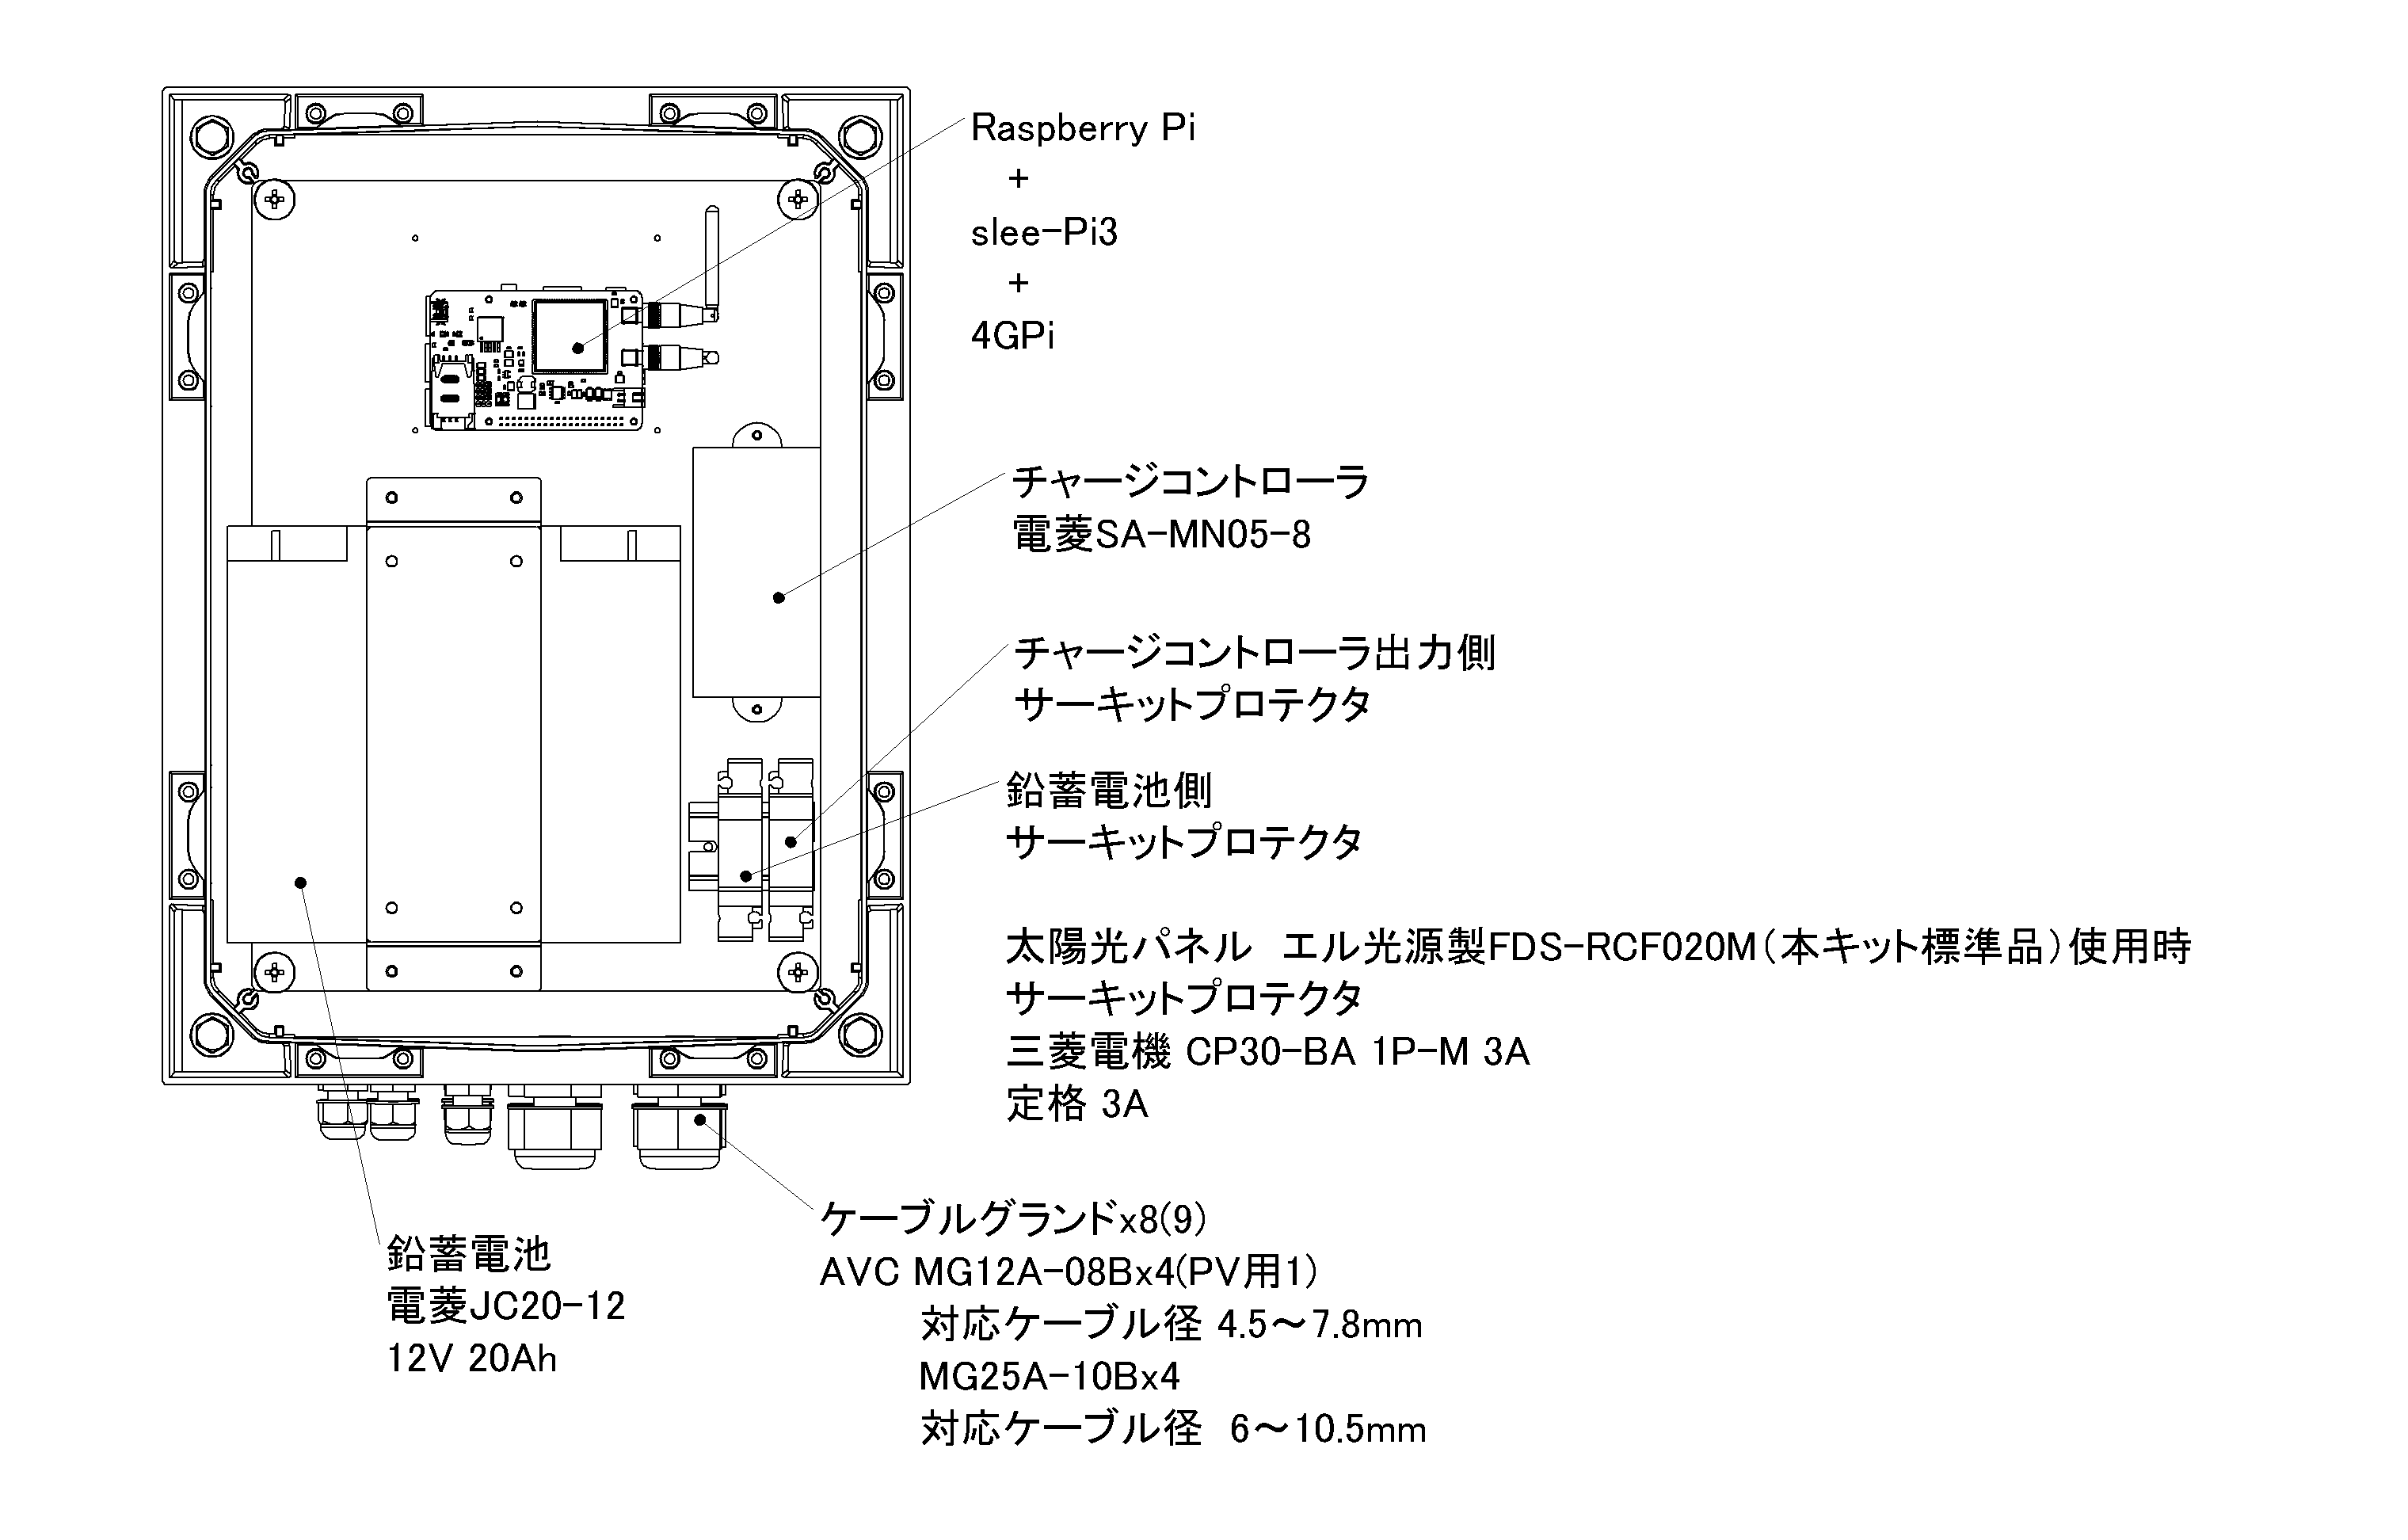 Raspberry Pi
+
slee-Pi3
+
4GPi
チャージコントローラ
電菱SA-MN05-8
チャージコントローラ出力側
サーキットプロテクタ
鉛蓄電池側
サーキットプロテクタ
太陽光パネル　エル光源製FDS-RCF020M(本キット標準品)使用時
サーキットプロテクタ
三菱電機 CP30-BA 1P-M 3A
定格 3A
ケーブルグランドx8(9)
AVC MG12A-08Bx4(PV用1)
対応ケーブル径 4.5～7.8mm
MG25A-10Bx4
対応ケーブル径　6～10.5mm
鉛蓄電池
電菱JC20-12
12V 20Ah